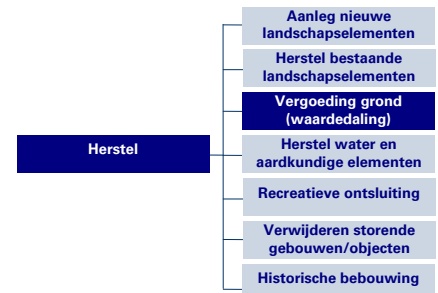 Aanleg nieuwe
landschapselementen
Herstel bestaande
landschapselementen
Vergoeding grond
(waardedaling)
Herstel
Herstel water en
aardkundige elementen
Recreatieve ontsluiting
Verwijderen storende
gebouwen/objecten
Historische bebouwing